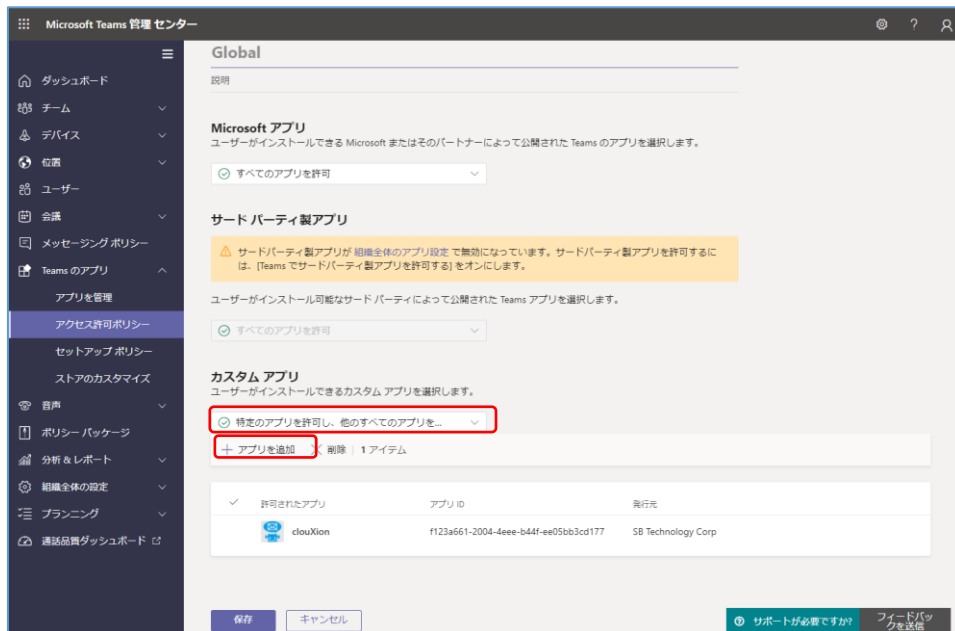 Microsoft Teams 管理 センター
?
ダッシュボード
チーム
デバイス
位置
ユーザー
会議
メッセージング ポリシー
Teams のアプリ
アプリを管理
アクセス許可ポリシー
セットアップ ポリシー
ストアのカスタマイズ
音声
ポリシー パッケージ
分析 & レポート
組織全体の設定
プランニング
通話品質ダッシュボード
Global
説明
Microsoft アプリ
ユーザーがインストールできる Microsoft またはそのパートナーによって公開された Teams のアプリを選択します。
すべてのアプリを許可
サード パーティ製アプリ
サードパーティ製アプリが 組織全体のアプリ設定 で無効になっています。サードパーティ製アプリを許可するに
は、[Teams でサードパーティ製アプリを許可する] をオンにします。
ユーザーがインストール可能なサード パーティによって公開された Teams アプリを選択します。
すべてのアプリを許可
カスタム アプリ
ユーザーがインストールできるカスタム アプリを選択します。
特定のアプリを許可し、他のすべてのアプリを...
+ アプリを追加 × 削除 | 1 アイテム
許可されたアプリ アプリ ID 発行元
clouXion f123a661-2004-4eee-b44f-ee05bb3cd177 SB Technology Corp
保存 キャンセル
サポートが必要ですか?
フィードバッ
クを送信